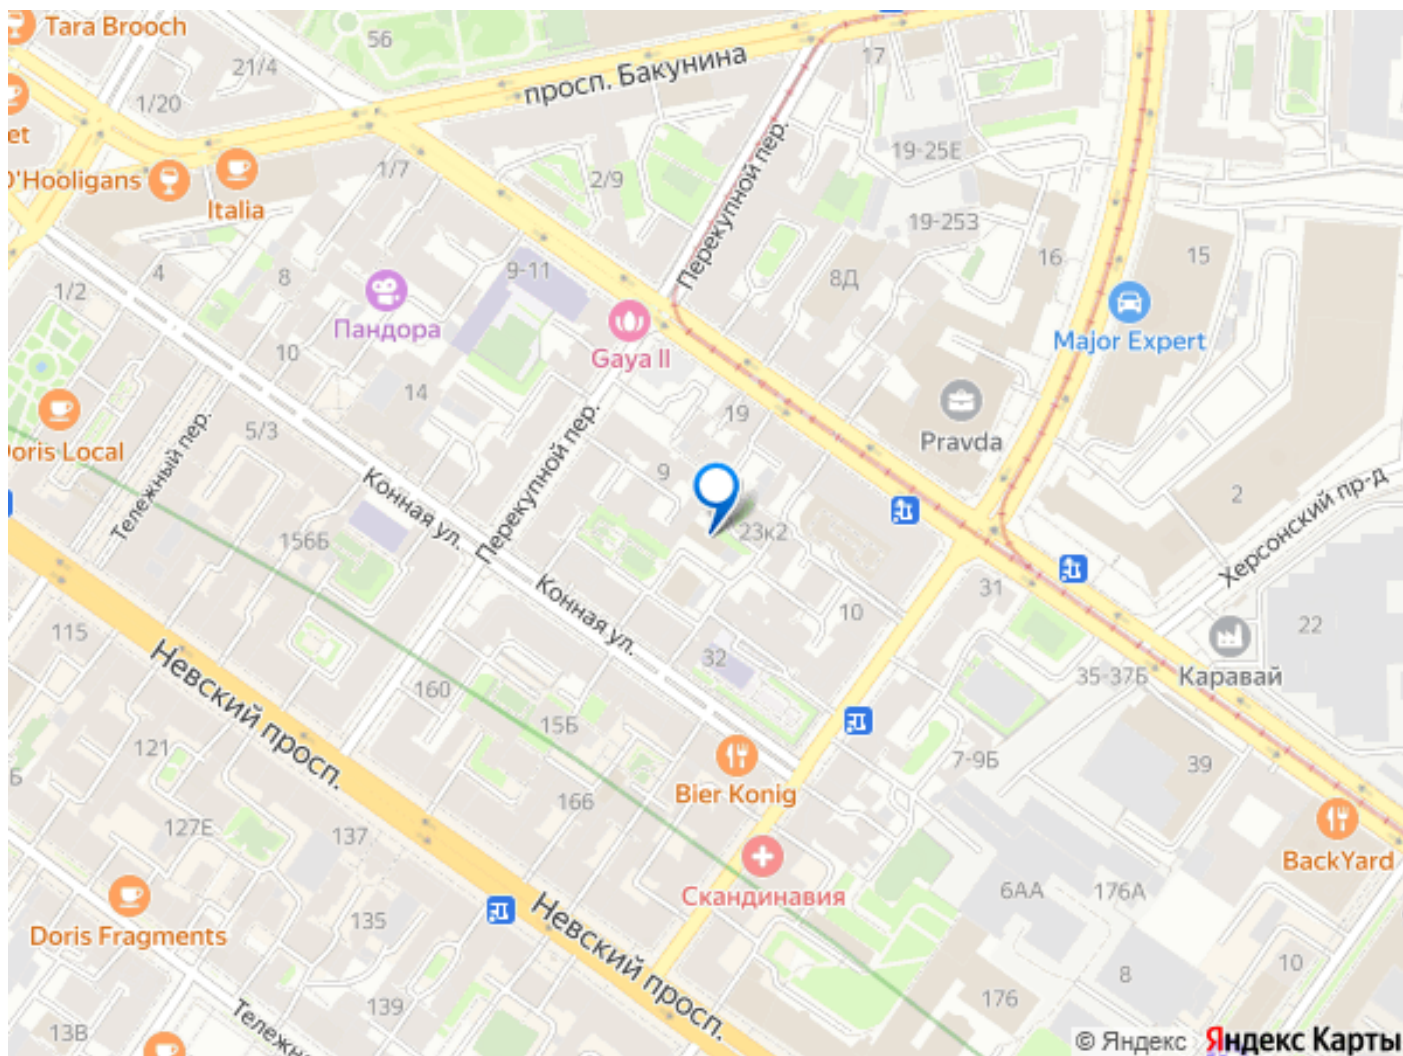 Tara Brooch
56
17
21/4
просп. Бакунина
1/20
et
19-25Е
O'Hooligans
Italia
1/7
2/9
Перекупной пер.
19-253
16
15
4
8
9-11
8Д
1/2
Пандора
Gaya II
Major Expert
10
14
19
Pravda
Doris Local
5/3
Тележный пер.
Перекупной пер.
9
2
Херсонский пр-д
Конная ул.
156Б
23к2
Конная ул.
31
10
22
115
32
Невский просп.
160
35-37Б
Каравай
15Б
121
7-9Б
39
5
Bier Konig
166
127Е
137
BackYard
Скандинавия
6АА
176А
Doris Fragments
135
Невский просп.
8
10
139
176
13В
Тележн
© Яндекс Яндекс Карты